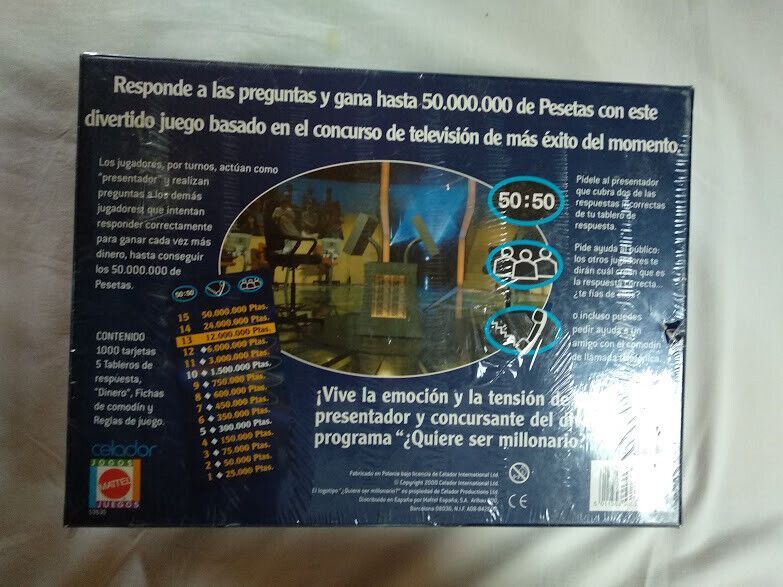 Responde a las preguntas y gana hasta 50.000.000 de Pesetas con este
divertido juego basado en el concurso de televisión de más éxito del momento.
Los jugadores, por turnos, actúan como
"presentador" y realizan
preguntas a los demás
jugadores, que intentan
responder correctamente
para ganar cada vez más
dinero, hasta conseguir
los 50.000.000 de
Pesetas.
CONTENIDO
1000 tarjetas
5 Tableros de
respuesta,
"Dinero", Fichas
de comodín y
Reglas de juego.
50:50
15 50.000.000 Ptas.
14 24.000.000 Ptas.
13 12.000.000 Ptas.
12 ◆ 6.000.000 Ptas.
11 ◆ 3.000.000 Ptas.
10 ◆ 1.500.000 Ptas.
9 ◆ 750.000 Ptas.
8 ◆ 600.000 Ptas.
7 ◆ 450.000 Ptas.
6 ◆ 350.000 Ptas.
5 ◆ 300.000 Ptas.
4 ◆ 150.000 Ptas.
3 ◆ 75.000 Ptas.
2 ◆ 50.000 Ptas.
1 ◆ 25.000 Ptas.
50:50
Pídele al presentador
que cubra dos de las
respuestas incorrectas
de tu tablero de
respuesta.
Pide ayuda al público:
los otros jugadores te
dirán cuál creen que es
la respuesta correcta...
¿te fías de ellos?
o incluso puedes
pedir ayuda a un
amigo con el comodín
de llamada telefónica.
¡Vive la emoción y la tensión de
presentador y concursante del
programa "¿Quiere ser millonario?
celador
JOGOS
MATTEL
JUEGOS
Fabricado en Polonia bajo licencia de Celador International Ltd.
© Copyright 2000 Celador International Ltd.
El logotipo "¿Quiere ser millonario?" es propiedad de Celador Productions Ltd.
Distribuido en España por Mattel España, S.A. Aribau
Barcelona 08036, N.I.F. A08-842
CE